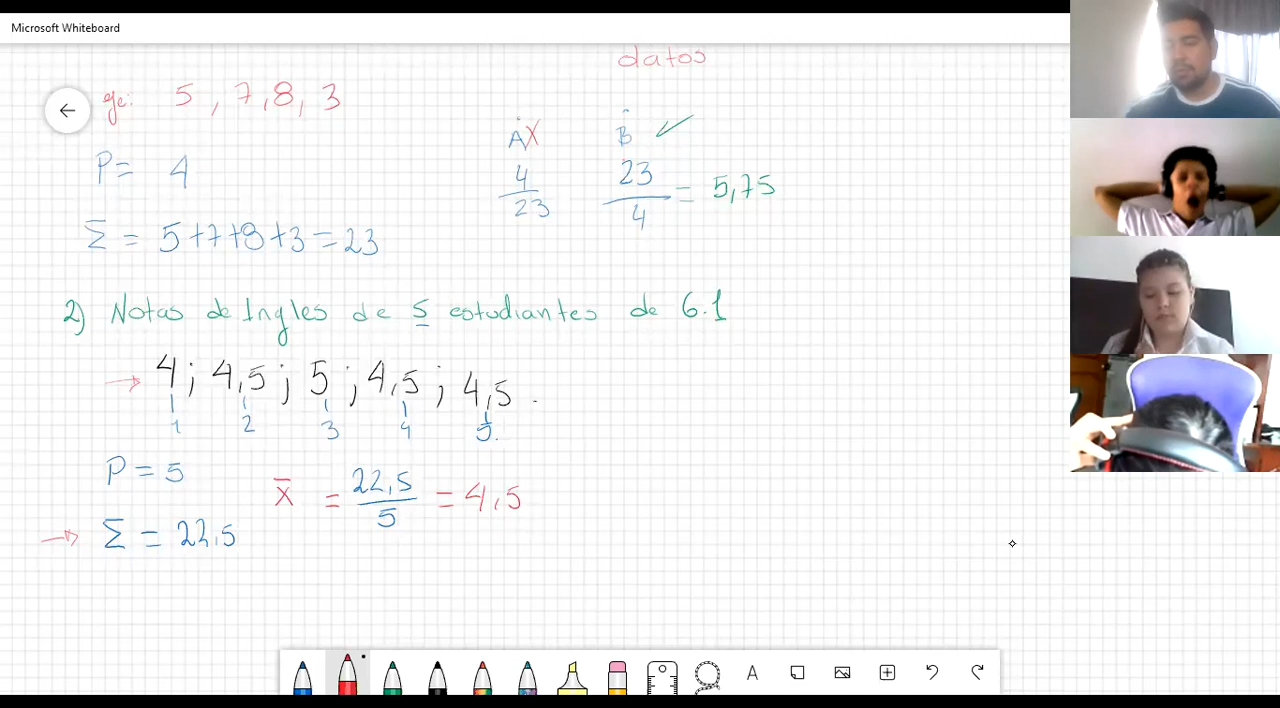 Microsoft Whiteboard
datos
ge: 5, 7, 8, 3
A X B ✓
P = 4
4/23 23/4 = 5,75
Σ = 5+7+8+3 = 23
2) Notas de Ingles de 5 estudiantes de 6.1
→ 4; 4,5; 5; 4,5; 4,5.
1 2 3 4 5.
P = 5
x̄ = 22,5/5 = 4,5
→ Σ = 22,5
A